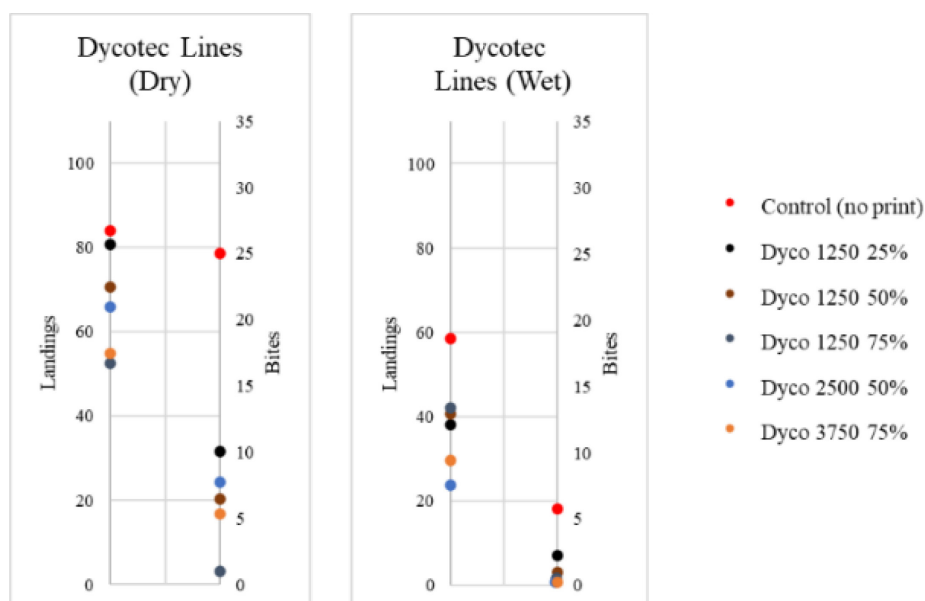 Dycotec Lines
(Dry)
35
100
30
80
25
20
60
15
40
10
20
5
0
0
Landings
Bites
Dycotec
Lines (Wet)
35
100
30
80
25
20
60
15
40
10
20
5
0
0
Landings
Bites
Control (no print)
Dyco 1250 25%
Dyco 1250 50%
Dyco 1250 75%
Dyco 2500 50%
Dyco 3750 75%